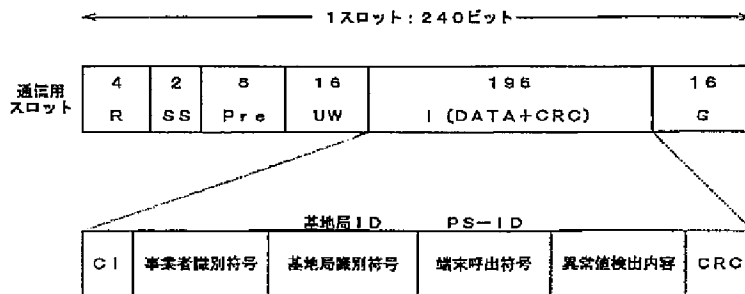 1スロット:240ビット
通信用
スロット
4 2 6 16 196 16
R SS Pre UW I (DATA+CRC) G
基地局ID PS-ID
CI 事業者識別符号 基地局識別符号 端末呼出符号 異常値検出内容 CRC